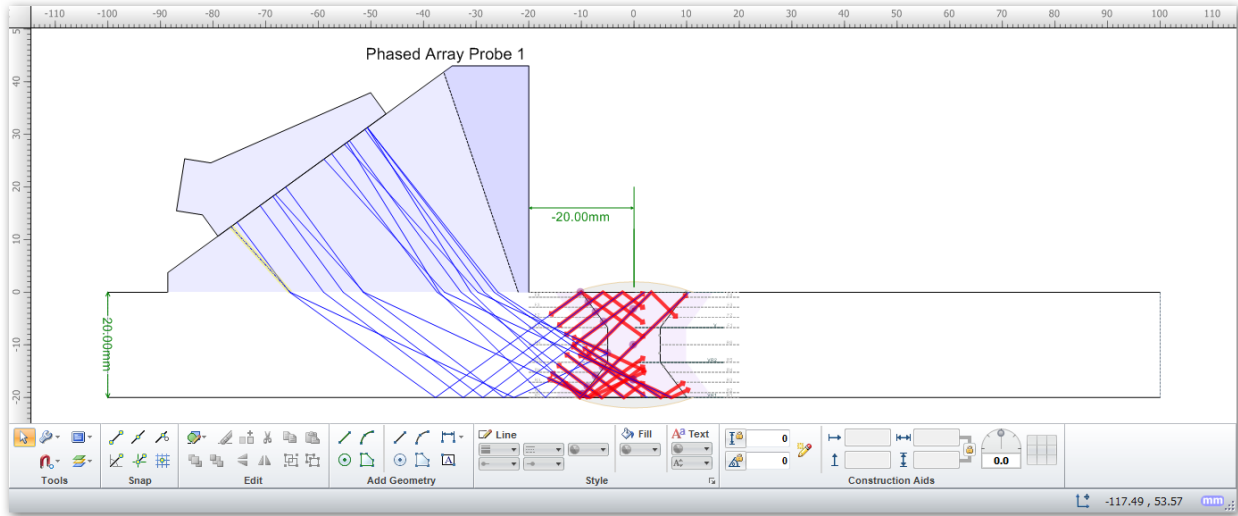 -110 -100 -90 -80 -70 -60 -50 -40 -30 -20 -10 0 10 20 30 40 50 60 70 80 90 100 110
50
40
30
20
10
0
-10
-20
Phased Array Probe 1
-20.00mm
20.00mm
Line
Fill
Text
0
0
0.0
Tools
Snap
Edit
Add Geometry
Style
Construction Aids
-117.49 , 53.57
mm